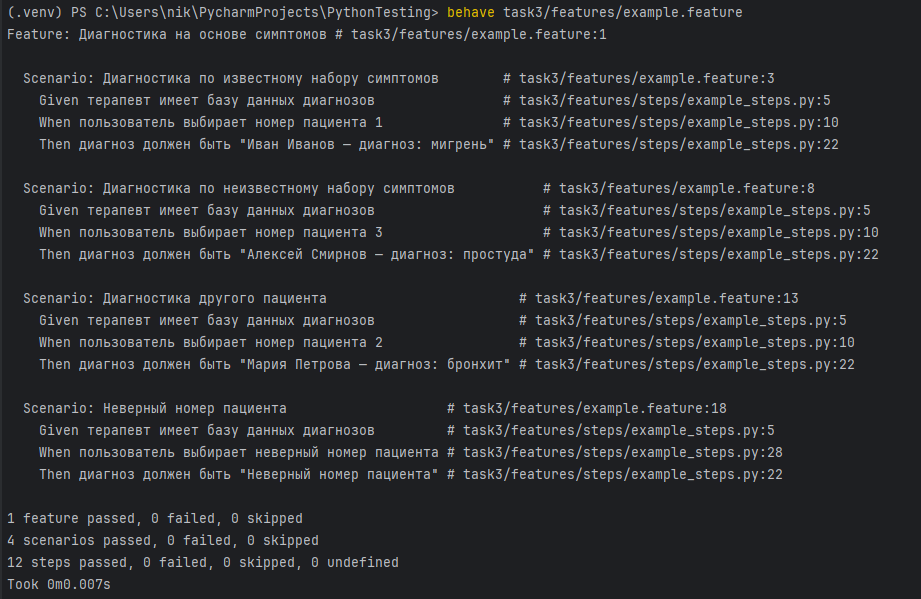 (.venv) PS C:\Users\nik\PycharmProjects\PythonTesting> behave task3/features/example.feature
Feature: Диагностика на основе симптомов # task3/features/example.feature:1
Scenario: Диагностика по известному набору симптомов # task3/features/example.feature:3
Given терапевт имеет базу данных диагнозов # task3/features/steps/example_steps.py:5
When пользователь выбирает номер пациента 1 # task3/features/steps/example_steps.py:10
Then диагноз должен быть "Иван Иванов – диагноз: мигрень" # task3/features/steps/example_steps.py:22
Scenario: Диагностика по неизвестному набору симптомов # task3/features/example.feature:8
Given терапевт имеет базу данных диагнозов # task3/features/steps/example_steps.py:5
When пользователь выбирает номер пациента 3 # task3/features/steps/example_steps.py:10
Then диагноз должен быть "Алексей Смирнов – диагноз: простуда" # task3/features/steps/example_steps.py:22
Scenario: Диагностика другого пациента # task3/features/example.feature:13
Given терапевт имеет базу данных диагнозов # task3/features/steps/example_steps.py:5
When пользователь выбирает номер пациента 2 # task3/features/steps/example_steps.py:10
Then диагноз должен быть "Мария Петрова – диагноз: бронхит" # task3/features/steps/example_steps.py:22
Scenario: Неверный номер пациента # task3/features/example.feature:18
Given терапевт имеет базу данных диагнозов # task3/features/steps/example_steps.py:5
When пользователь выбирает неверный номер пациента # task3/features/steps/example_steps.py:28
Then диагноз должен быть "Неверный номер пациента" # task3/features/steps/example_steps.py:22
1 feature passed, 0 failed, 0 skipped
4 scenarios passed, 0 failed, 0 skipped
12 steps passed, 0 failed, 0 skipped, 0 undefined
Took 0m0.007s